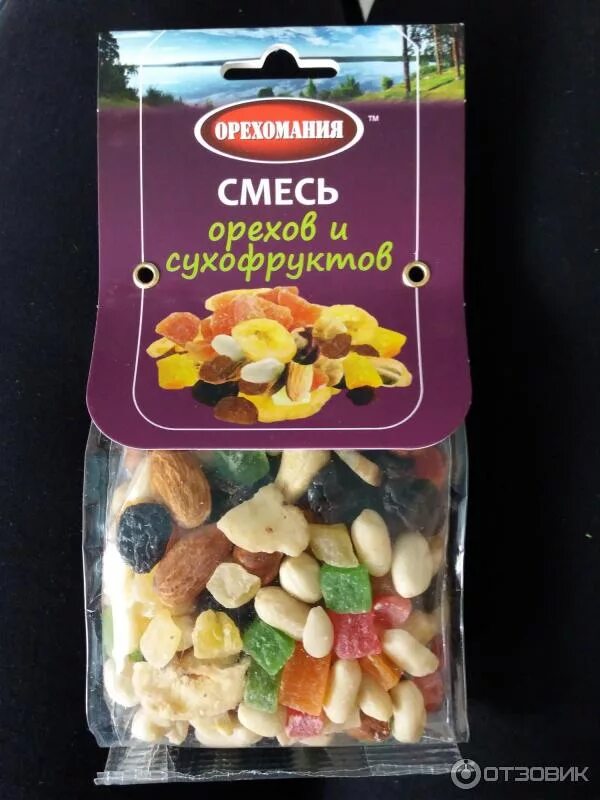 ОРЕХОМАНИЯ ™
СМЕСЬ
орехов и
сухофруктов
ОТЗОВИК